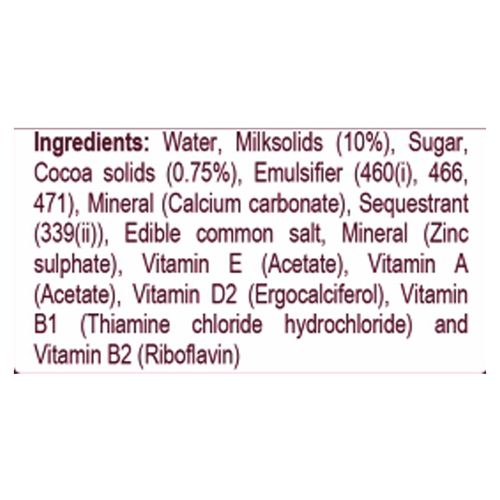 Ingredients: Water, Milksolids (10%), Sugar,
Cocoa solids (0.75%), Emulsifier (460(i), 466,
471), Mineral (Calcium carbonate), Sequestrant
(339(ii)), Edible common salt, Mineral (Zinc
sulphate), Vitamin E (Acetate), Vitamin A
(Acetate), Vitamin D2 (Ergocalciferol), Vitamin
B1 (Thiamine chloride hydrochloride) and
Vitamin B2 (Riboflavin)